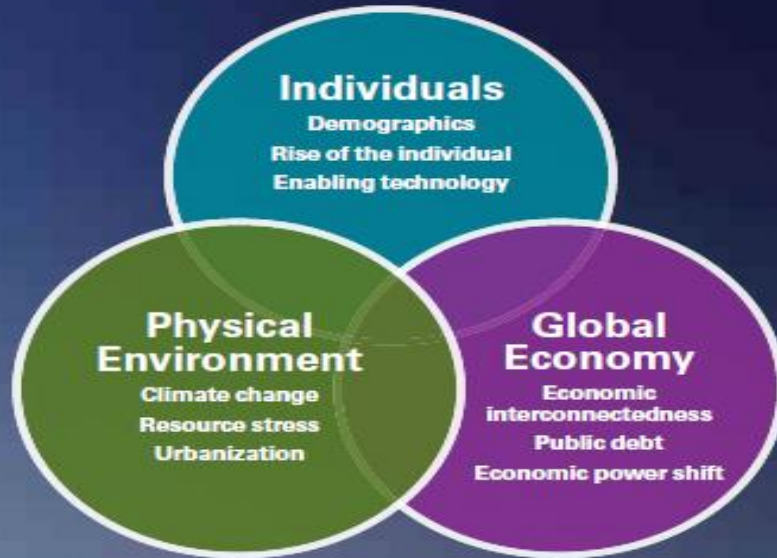 Individuals
Demographics
Rise of the individual
Enabling technology
Physical
Environment
Climate change
Resource stress
Urbanization
Global
Economy
Economic
interconnectedness
Public debt
Economic power shift